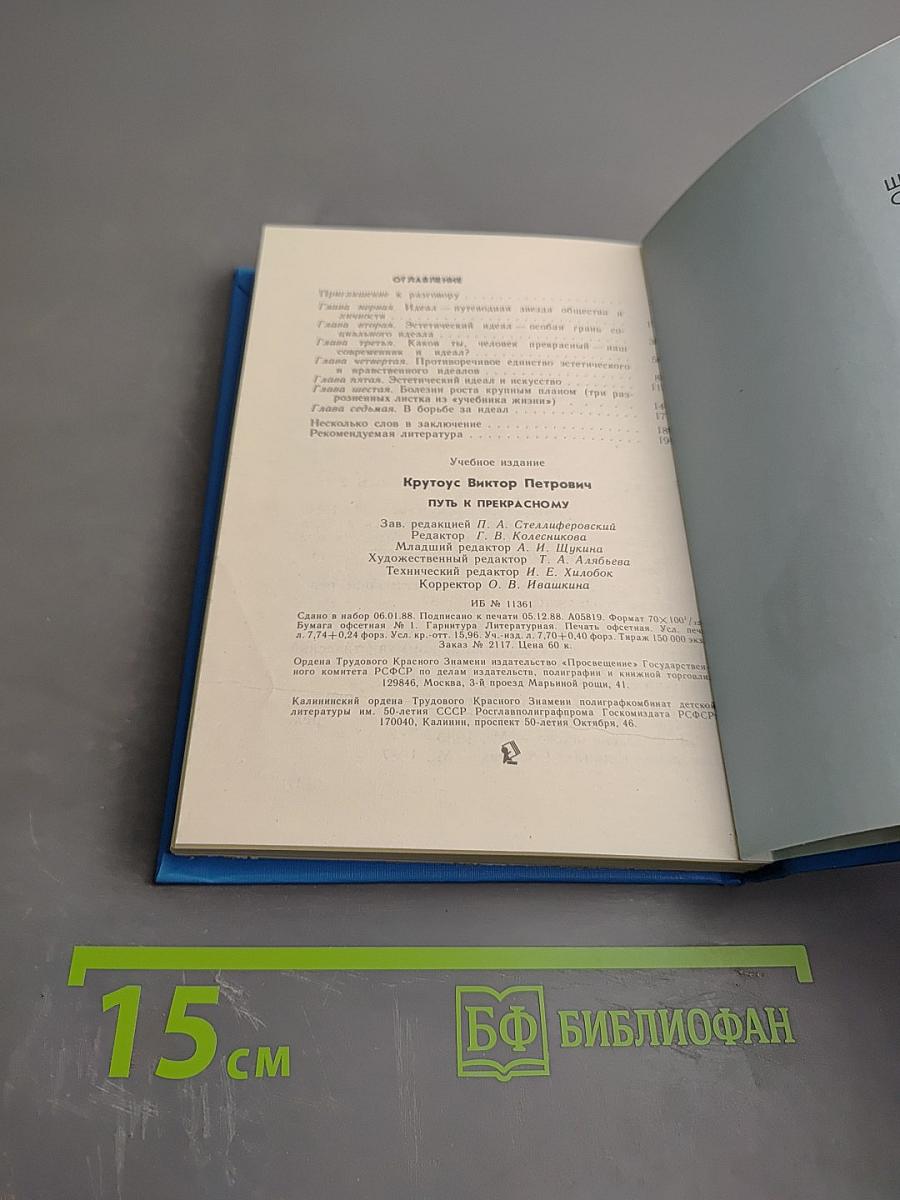 ОГЛАВЛЕНИЕ
Приглашение к разговору
Глава первая. Идеал — путеводная звезда общества и
личности
Глава вторая. Эстетический идеал — особая грань со-
циального идеала
Глава третья. Каков ты, человек прекрасный — наш
современник и идеал?
Глава четвертая. Противоречивое единство эстетического
и нравственного идеалов
Глава пятая. Эстетический идеал и искусство
Глава шестая. Болезни роста крупным планом (три раз-
розненных листка из «учебника жизни»)
Глава седьмая. В борьбе за идеал
Несколько слов в заключение
Рекомендуемая литература
Учебное издание
Крутоус Виктор Петрович
ПУТЬ К ПРЕКРАСНОМУ
Зав. редакцией П. А. Стеллиферовский
Редактор Г. В. Колесникова
Младший редактор А. И. Щукина
Художественный редактор Т. А. Алябьева
Технический редактор И. Е. Хилобок
Корректор О. В. Ивашкина
ИБ № 11361
Сдано в набор 06.01.88. Подписано к печати 05.12.88. А05819. Формат 70×100¹/
Бумага офсетная № 1. Гарнитура Литературная. Печать офсетная. Усл. печ
л. 7,74+0,24 форз. Усл. кр.-отт. 15,96. Уч.-изд. л. 7,70+0,40 форз. Тираж 150 000 экз
Заказ № 2117. Цена 60 к.
Ордена Трудового Красного Знамени издательство «Просвещение» Государствен-
ного комитета РСФСР по делам издательств, полиграфии и книжной торговли
129846, Москва, 3-й проезд Марьиной рощи, 41.
Калининский ордена Трудового Красного Знамени полиграфкомбинат детской
литературы им. 50-летия СССР Росглавполиграфпрома Госкомиздата РСФСР
170040, Калинин, проспект 50-летия Октября, 46.
15 см
БФ БИБЛИОФАН